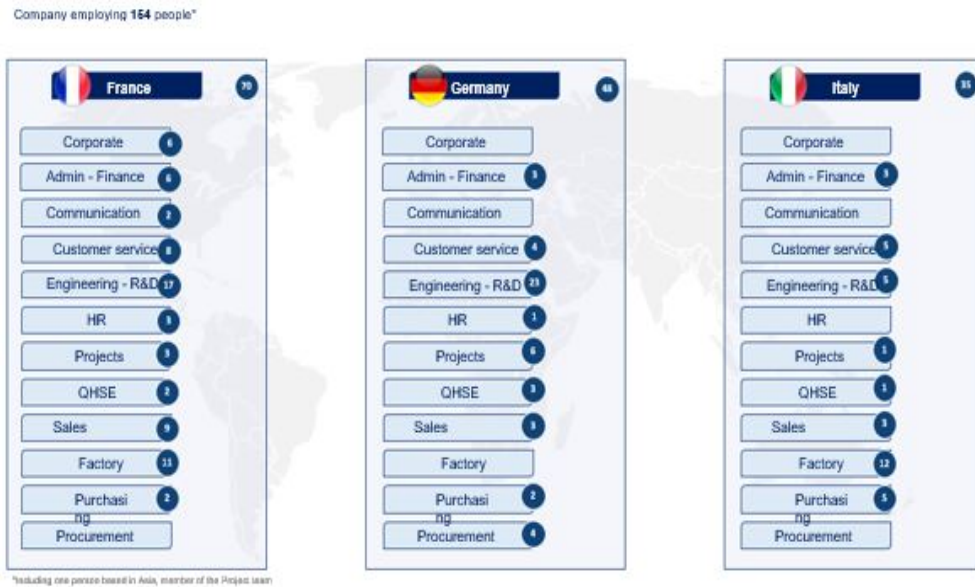 Company employing 154 people*
France
70
Corporate 6
Admin - Finance 6
Communication 2
Customer service 8
Engineering - R&D 17
HR 3
Projects 3
QHSE 2
Sales 9
Factory 11
Purchasi 2
ng
Procurement
Germany
48
Corporate
Admin - Finance 3
Communication
Customer service 4
Engineering - R&D
HR 1
Projects 6
QHSE 3
Sales 3
Factory
Purchasi 2
ng
Procurement 4
Italy
35
Corporate
Admin - Finance 3
Communication
Customer service 5
Engineering - R&D 5
HR
Projects 1
QHSE 1
Sales 3
Factory 12
Purchasi 5
ng
Procurement
*Including one person based in Asia, member of the Project team